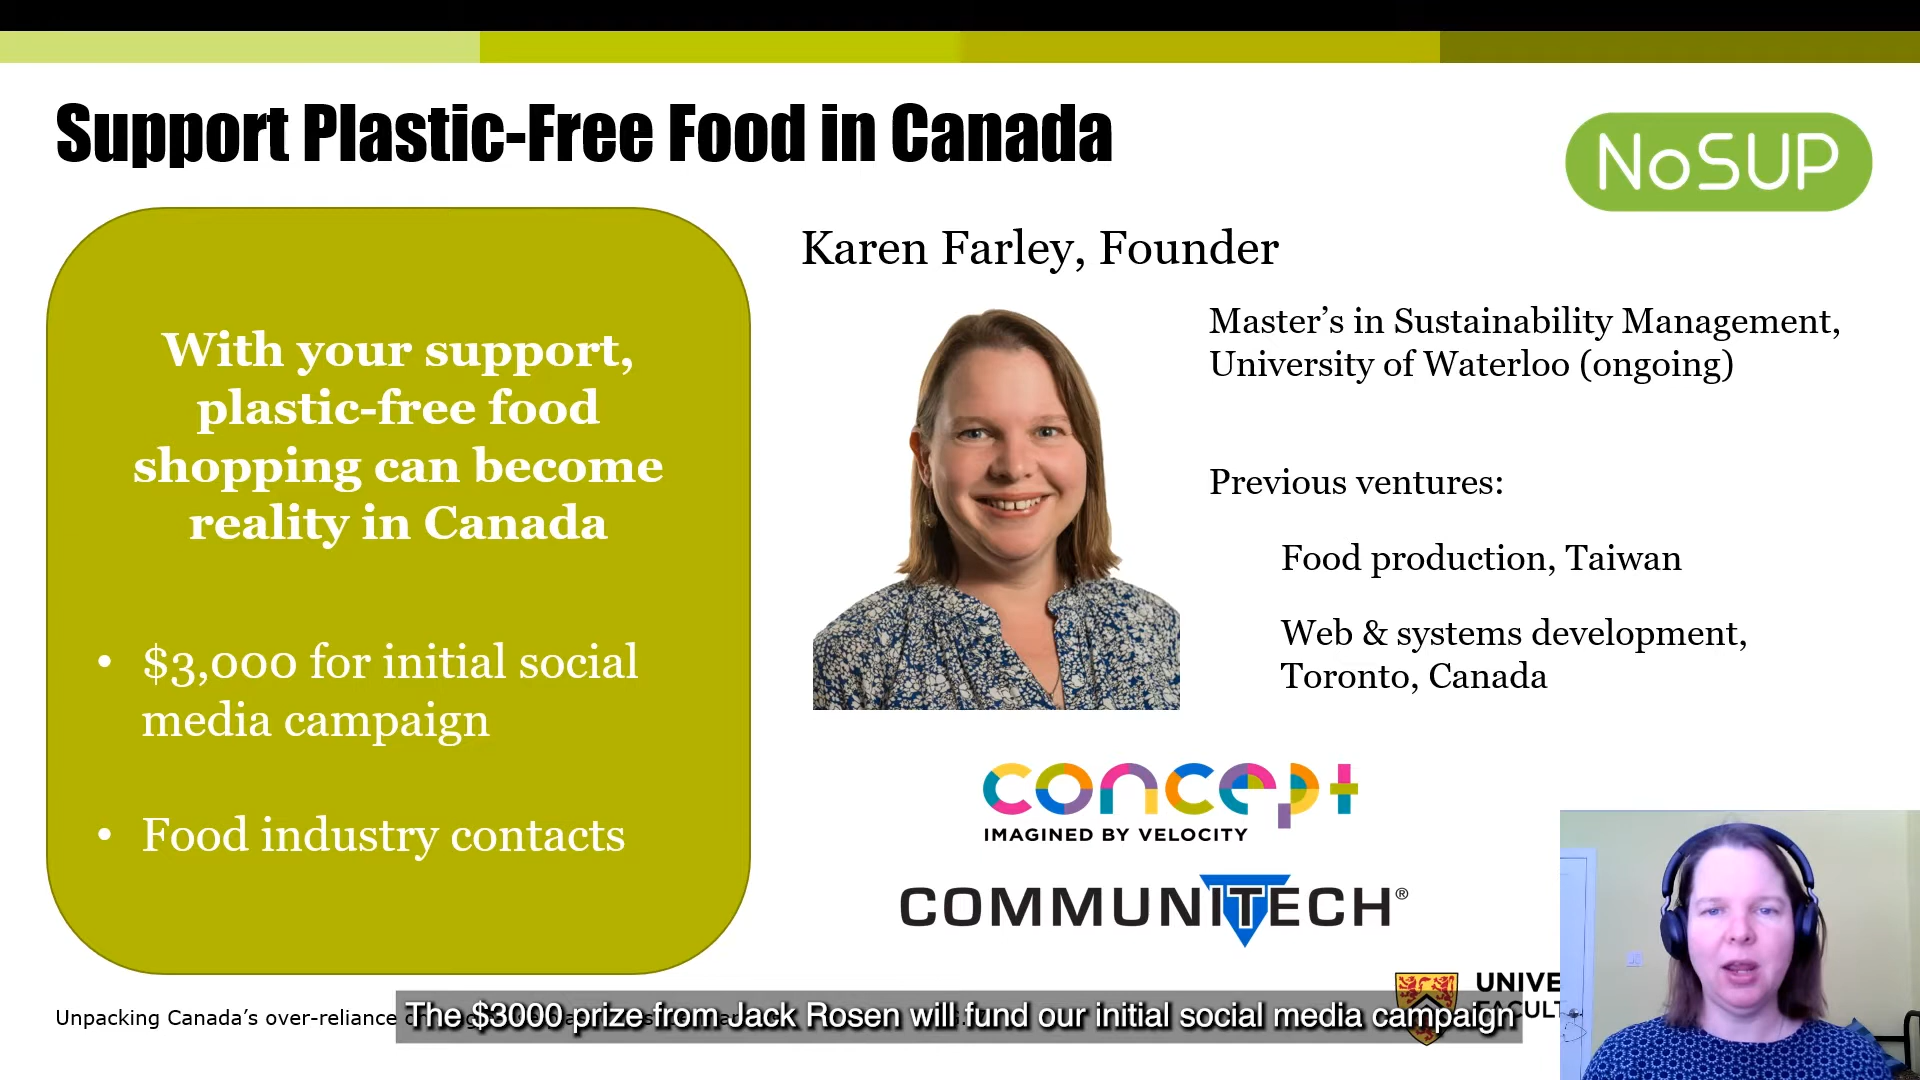 Support Plastic-Free Food in Canada
NoSUP
With your support,
plastic-free food
shopping can become
reality in Canada
• $3,000 for initial social
media campaign
• Food industry contacts
Karen Farley, Founder
Master’s in Sustainability Management,
University of Waterloo (ongoing)
Previous ventures:
Food production, Taiwan
Web & systems development,
Toronto, Canada
concept
IMAGINED BY VELOCITY
COMMUNITECH®
UNIVE
FACULT
Unpacking Canada’s over-reliance
The $3000 prize from Jack Rosen will fund our initial social media campaign